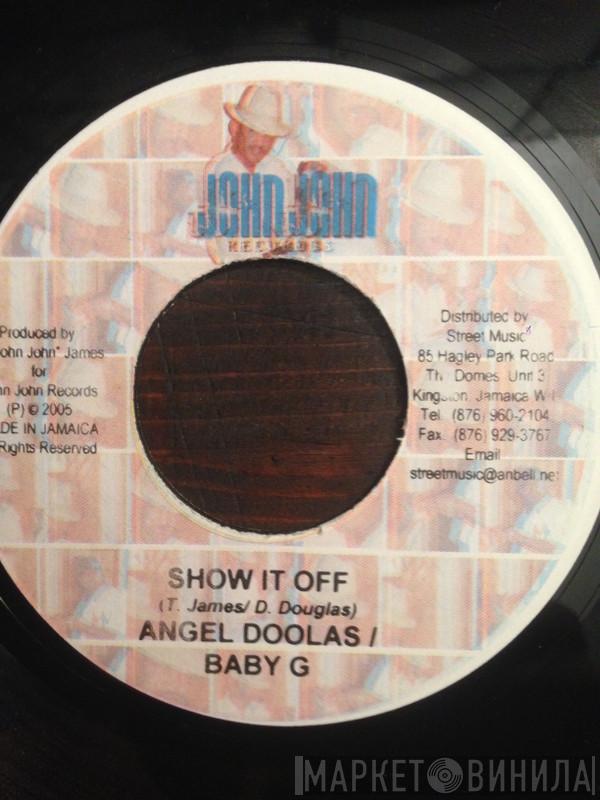 JOHN JOHN
RECORDS
Produced by
ohn John" James
for
n John Records
(P) © 2005
DE IN JAMAICA
Rights Reserved
Distributed by
Street Music
85 Hagley Park Road
Th Domes Unit 3
Kingston Jamaica W I
Tel. (876) 960-2104
Fax. (876) 929-3767
Email
streetmusic@anbell.net
SHOW IT OFF
(T. James/ D. Douglas)
ANGEL DOOLAS /
BABY G
МАРКЕТ ВИНИЛА